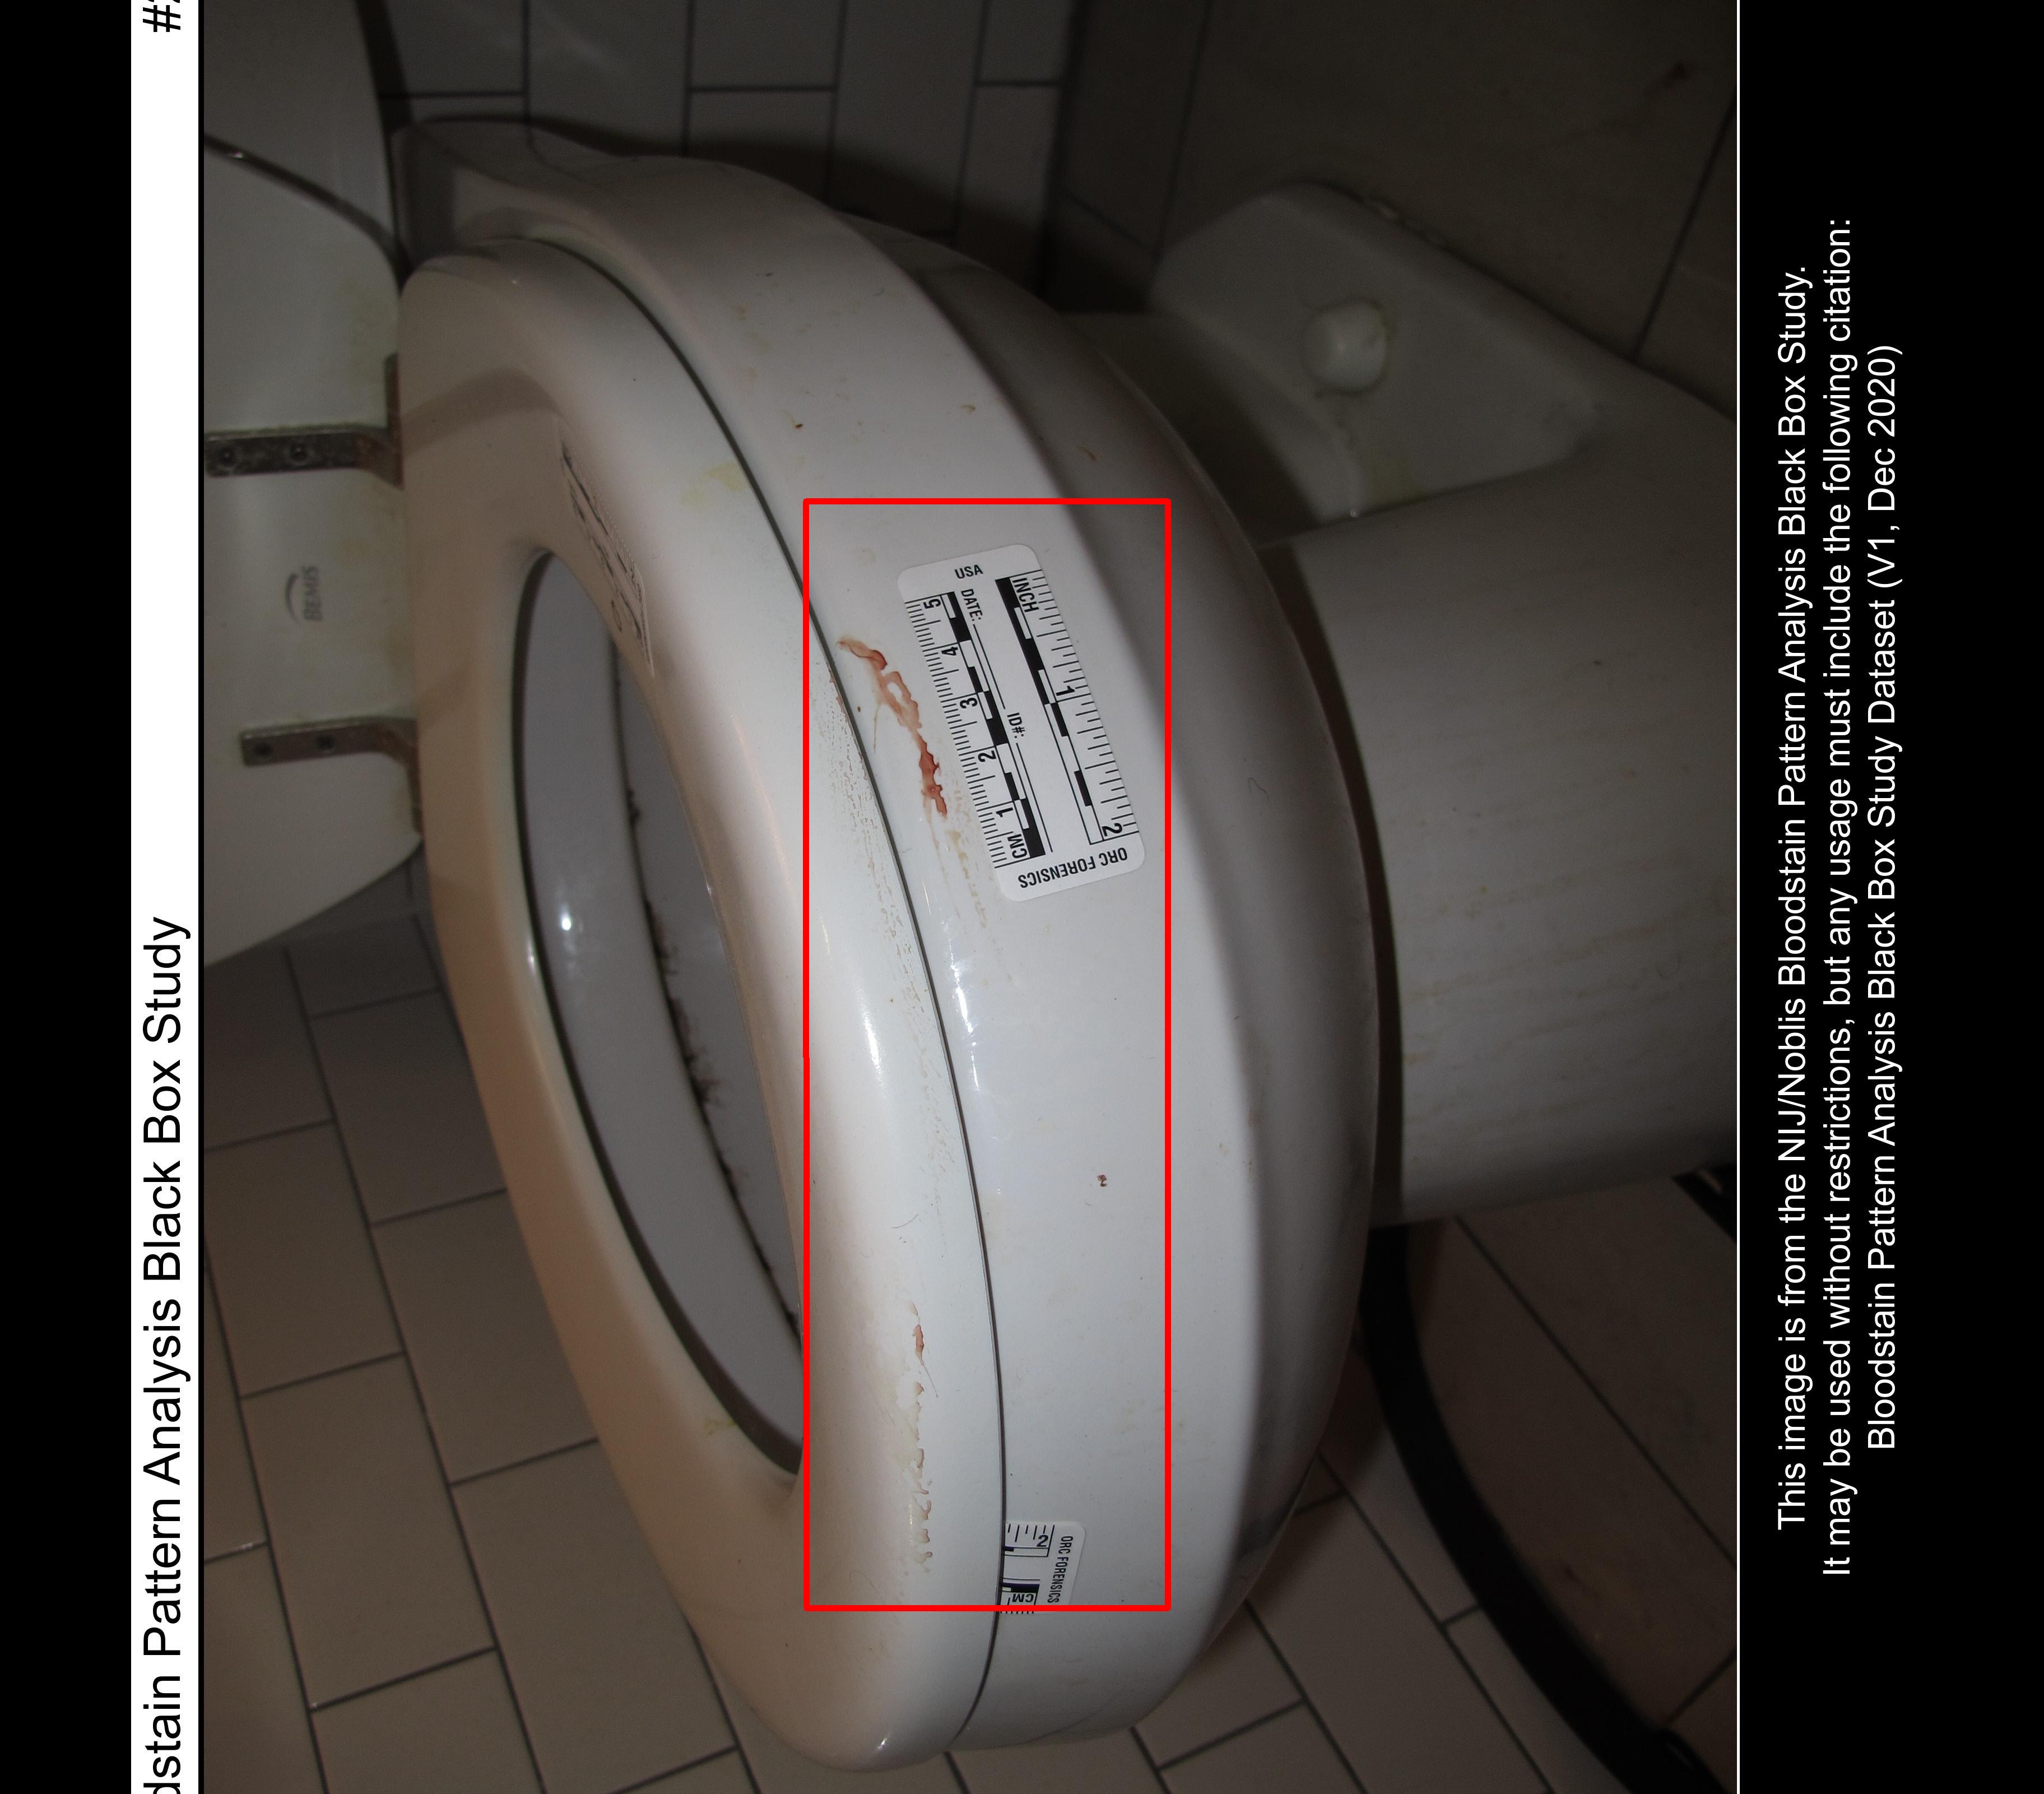 #
dstain Pattern Analysis Black Box Study
BEMIS
USA
DATE:
ID#:
INCH
1
2
5
4
3
2
1
CM
ORC FORENSICS
2
CM
ORC FORENSICS
This image is from the NIJ/Noblis Bloodstain Pattern Analysis Black Box Study.
It may be used without restrictions, but any usage must include the following citation:
Bloodstain Pattern Analysis Black Box Study Dataset (V1, Dec 2020)